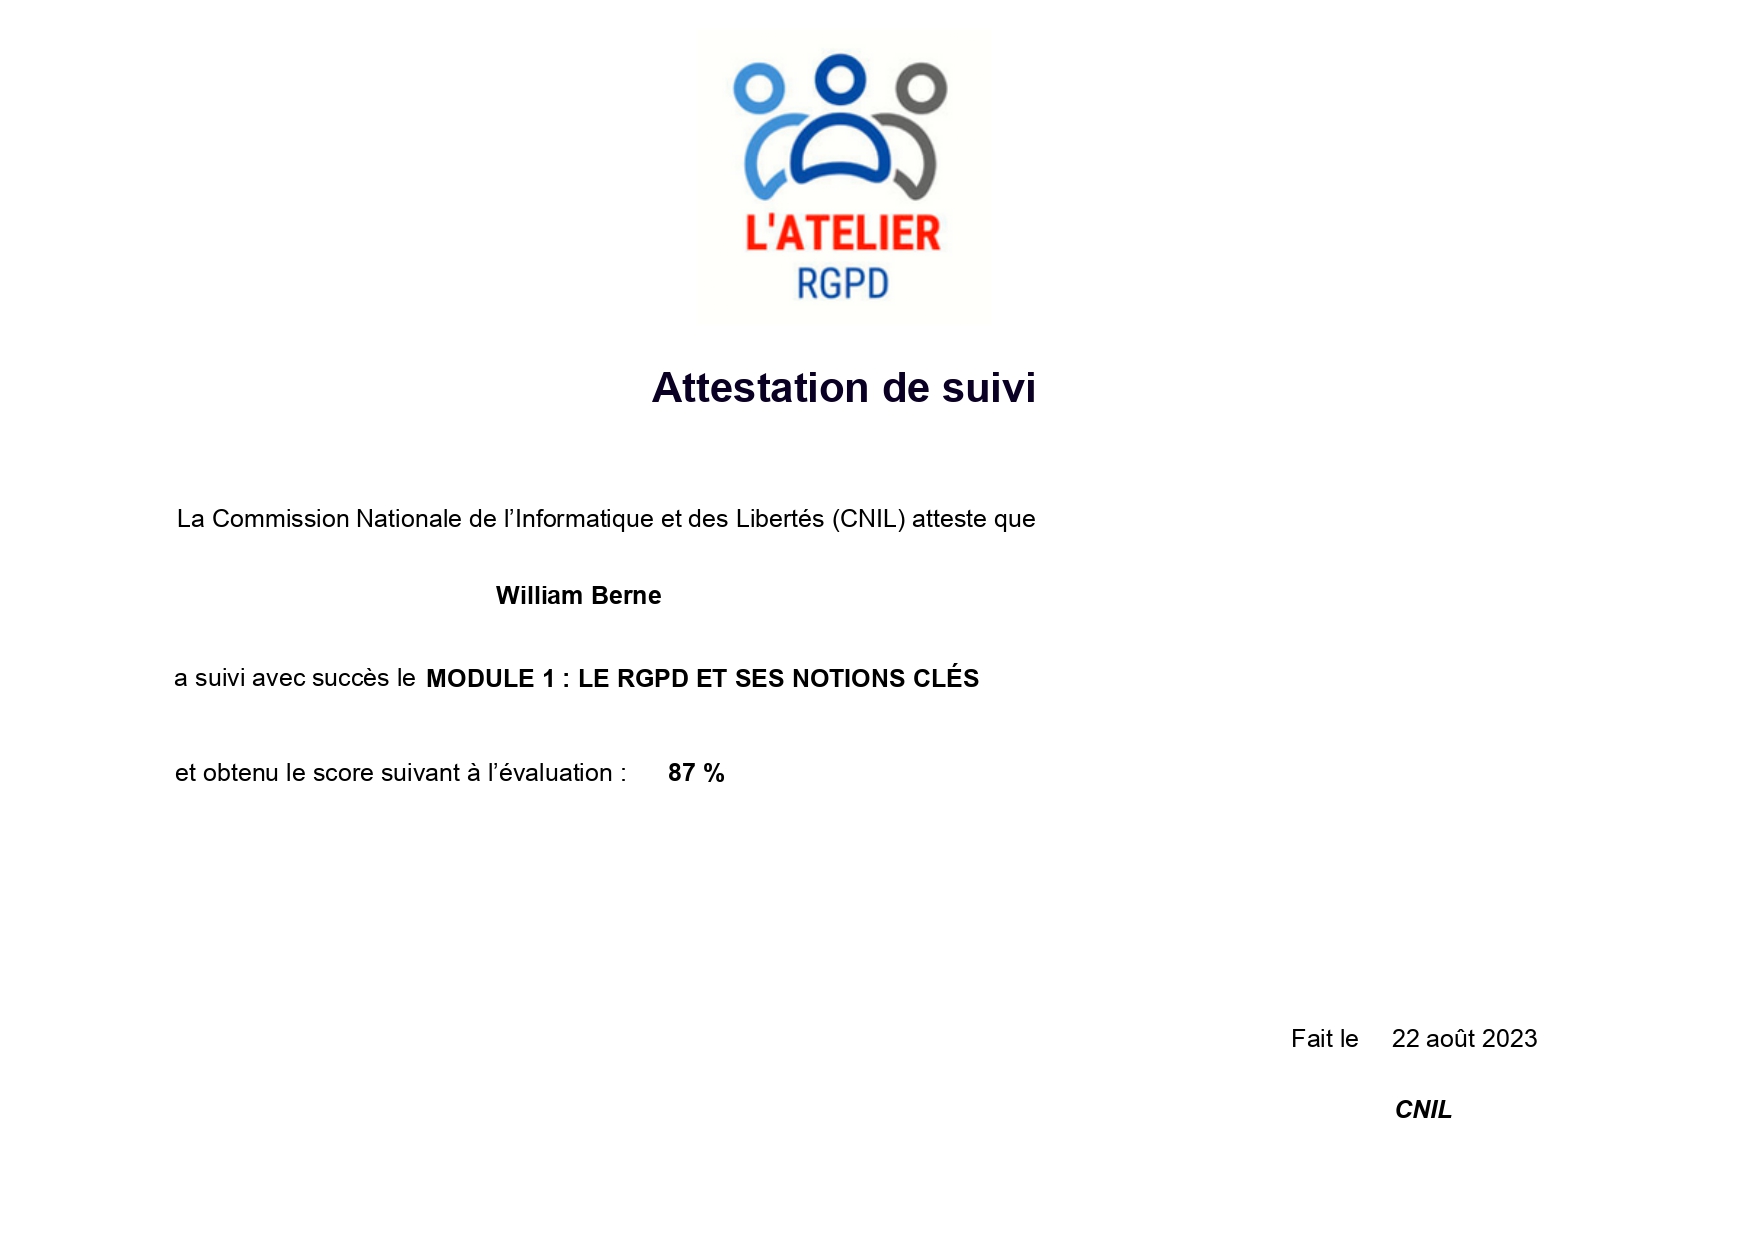 L'ATELIER
RGPD
Attestation de suivi
La Commission Nationale de l’Informatique et des Libertés (CNIL) atteste que
William Berne
a suivi avec succès le MODULE 1 : LE RGPD ET SES NOTIONS CLÉS
et obtenu le score suivant à l’évaluation : 87 %
Fait le 22 août 2023
CNIL